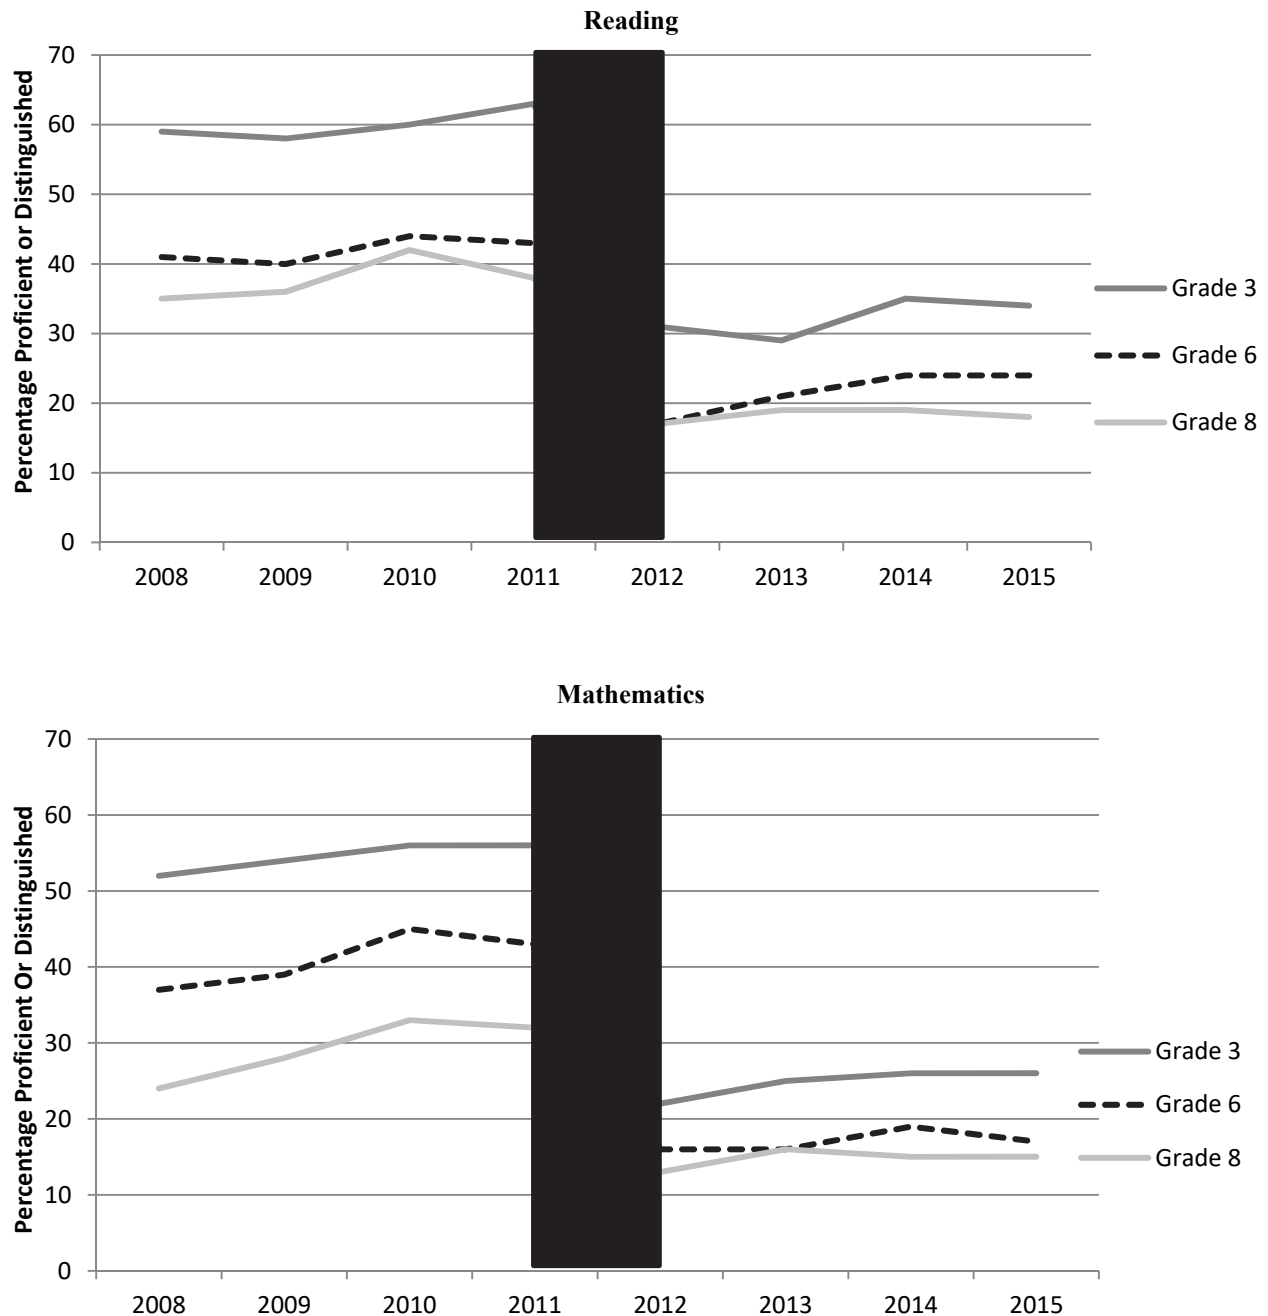 Reading
Percentage Proficient or Distinguished
70
60
50
40
30
20
10
0
2008 2009 2010 2011 2012 2013 2014 2015
Grade 3
Grade 6
Grade 8
Mathematics
Percentage Proficient Or Distinguished
70
60
50
40
30
20
10
0
2008 2009 2010 2011 2012 2013 2014 2015
Grade 3
Grade 6
Grade 8